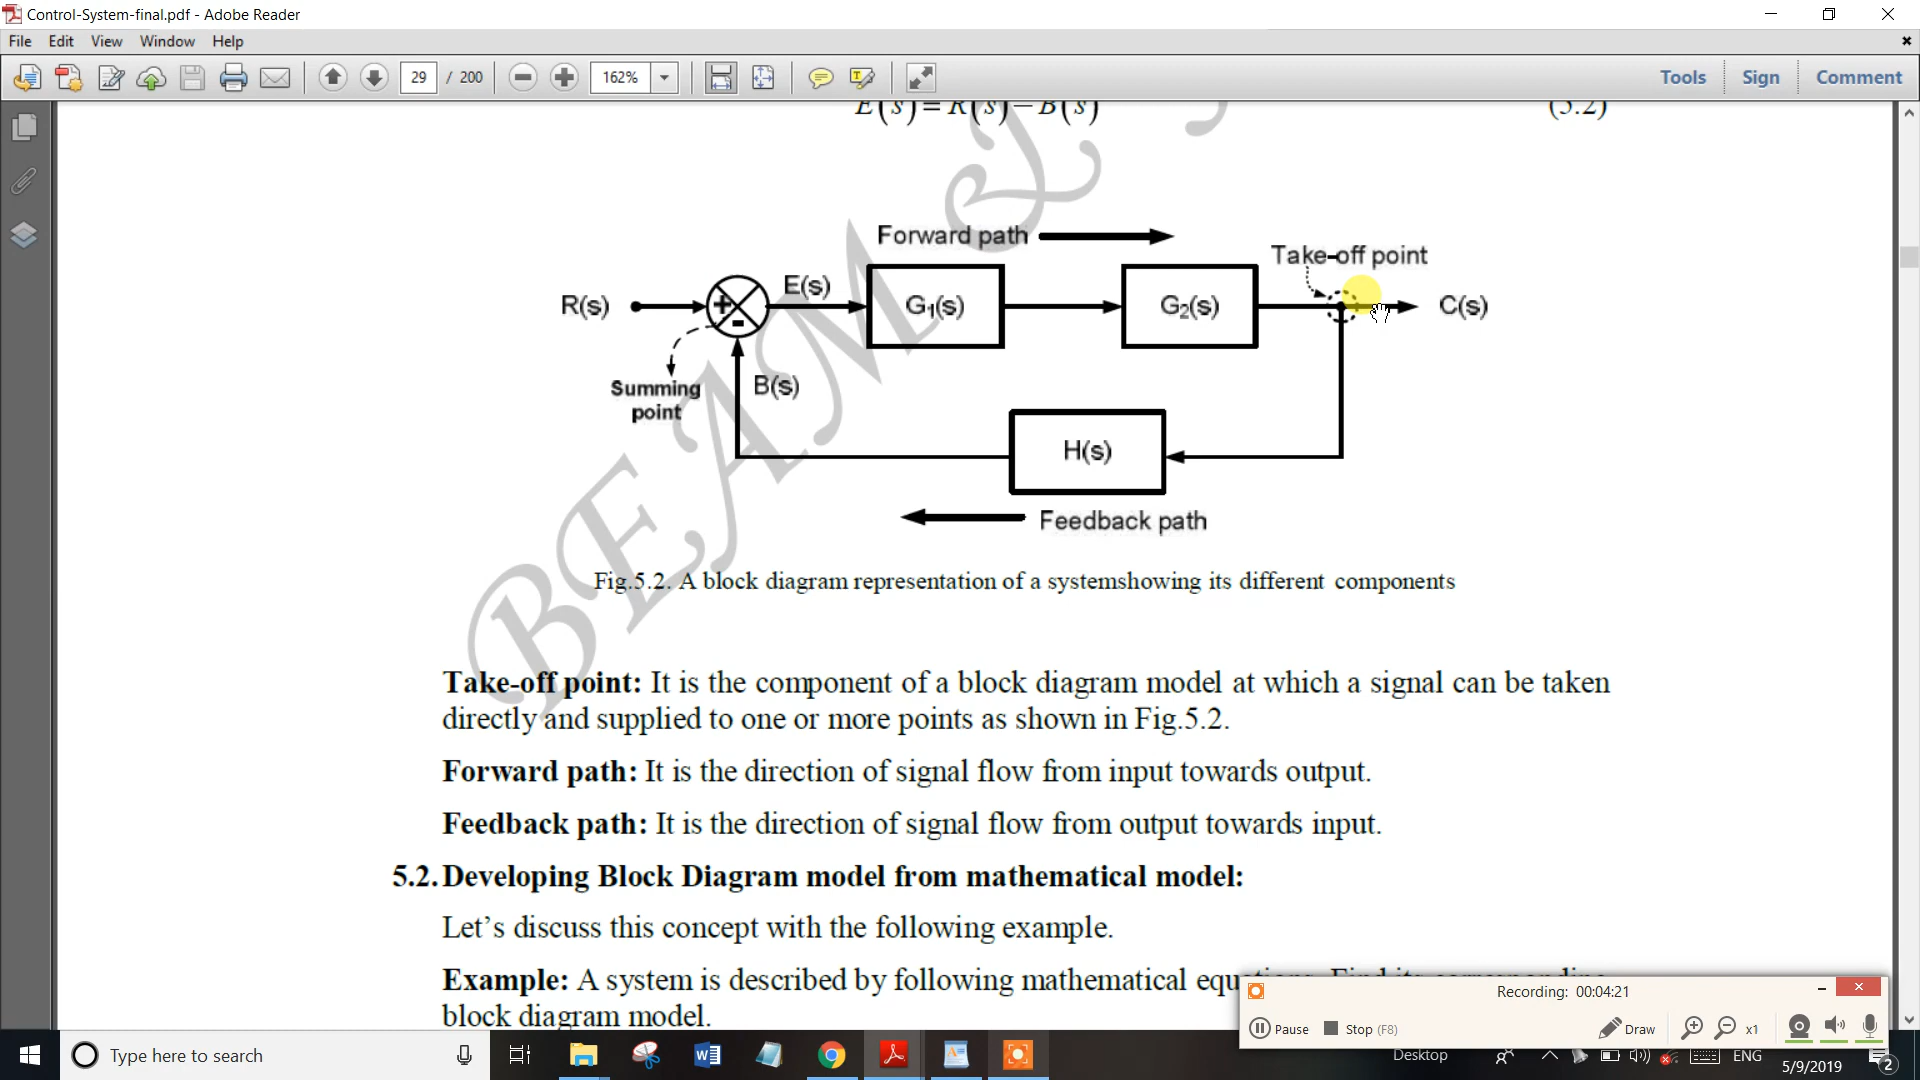 Control-System-final.pdf - Adobe Reader
File Edit View Window Help
29 / 200 162% Tools Sign Comment
E(s)=R(s)−B(s) (5.2)
Forward path
Take-off point
R(s) + E(s) G1(s) G2(s) C(s)
-
Summing
point
B(s)
H(s)
Feedback path
Fig.5.2. A block diagram representation of a systemshowing its different components
Take-off point: It is the component of a block diagram model at which a signal can be taken
directly and supplied to one or more points as shown in Fig.5.2.
Forward path: It is the direction of signal flow from input towards output.
Feedback path: It is the direction of signal flow from output towards input.
5.2. Developing Block Diagram model from mathematical model:
Let's discuss this concept with the following example.
Example: A system is described by following mathematical
block diagram model.
BEAM
Recording: 00:04:21
Pause Stop (F8) Draw x1
Type here to search
Desktop ENG
5/9/2019
2